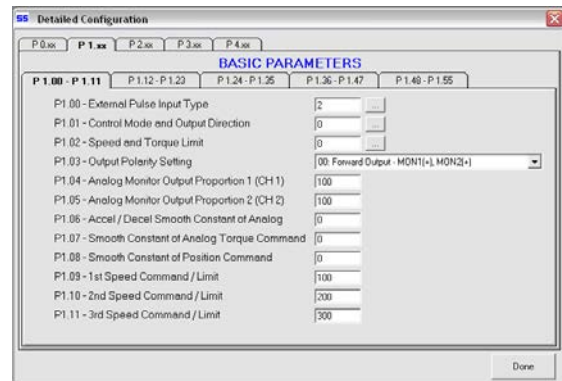 SS Detailed Configuration
P 0.xx P 1.xx P 2.xx P 3.xx P 4.xx
BASIC PARAMETERS
P 1.00 - P 1.11 P 1.12 - P 1.23 P 1.24 - P 1.35 P 1.36 - P 1.47 P 1.48 - P 1.55
P1.00 - External Pulse Input Type 2 ...
P1.01 - Control Mode and Output Direction 0 ...
P1.02 - Speed and Torque Limit 0 ...
P1.03 - Output Polarity Setting 00: Forward Output - MON1(+), MON2(+)
P1.04 - Analog Monitor Output Proportion 1 (CH 1) 100
P1.05 - Analog Monitor Output Proportion 2 (CH 2) 100
P1.06 - Accel / Decel Smooth Constant of Analog 0
P1.07 - Smooth Constant of Analog Torque Command 0
P1.08 - Smooth Constant of Position Command 0
P1.09 - 1st Speed Command / Limit 100
P1.10 - 2nd Speed Command / Limit 200
P1.11 - 3rd Speed Command / Limit 300
Done